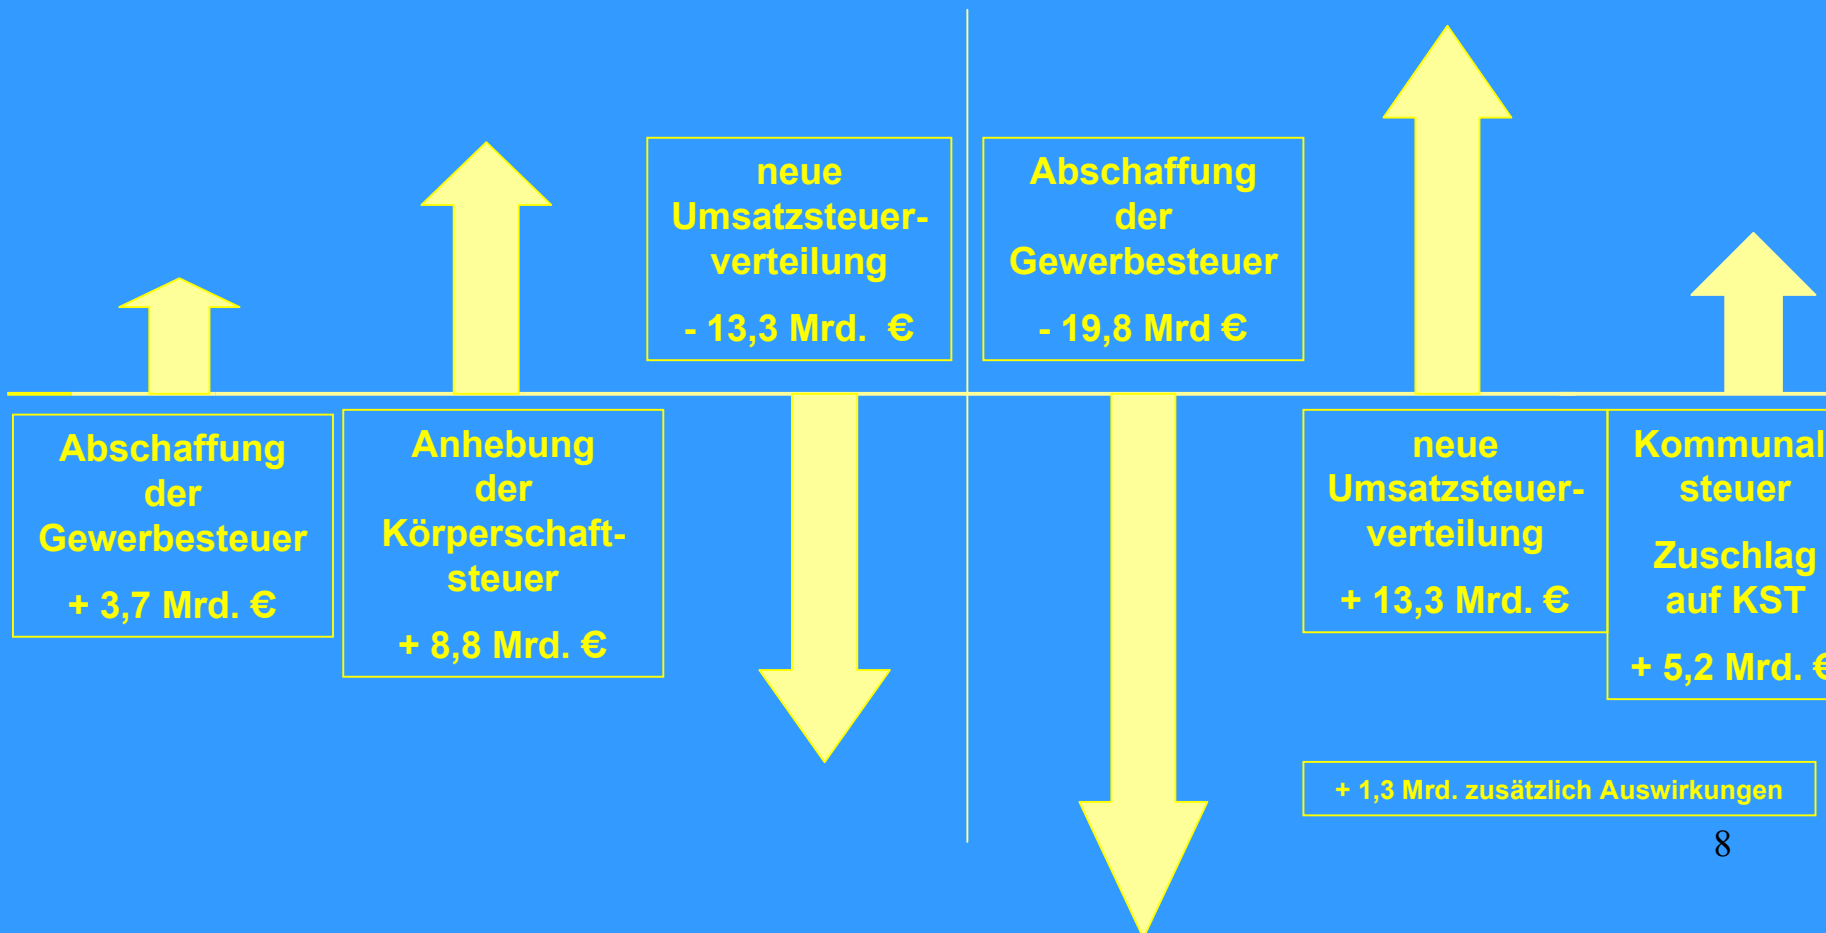 neue
Umsatzsteuer-
verteilung
- 13,3 Mrd. €
Abschaffung
der
Gewerbesteuer
- 19,8 Mrd €
Abschaffung
der
Gewerbesteuer
+ 3,7 Mrd. €
Anhebung
der
Körperschaft-
steuer
+ 8,8 Mrd. €
neue
Umsatzsteuer-
verteilung
+ 13,3 Mrd. €
Kommunal
steuer
Zuschlag
auf KST
+ 5,2 Mrd. €
+ 1,3 Mrd. zusätzlich Auswirkungen
8